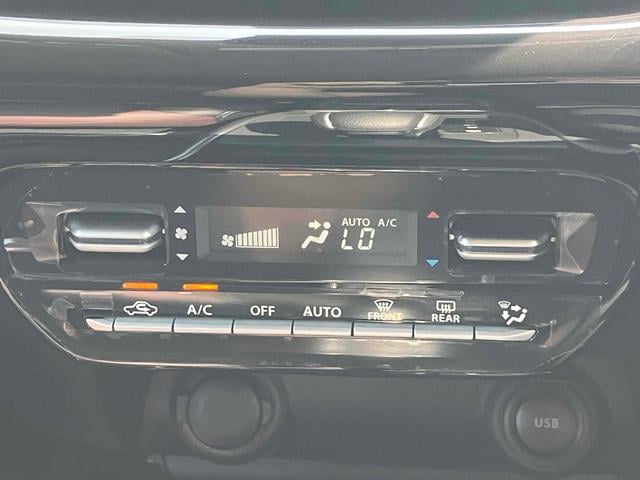 AUTO A/C
LO
A/C OFF AUTO FRONT REAR
USB